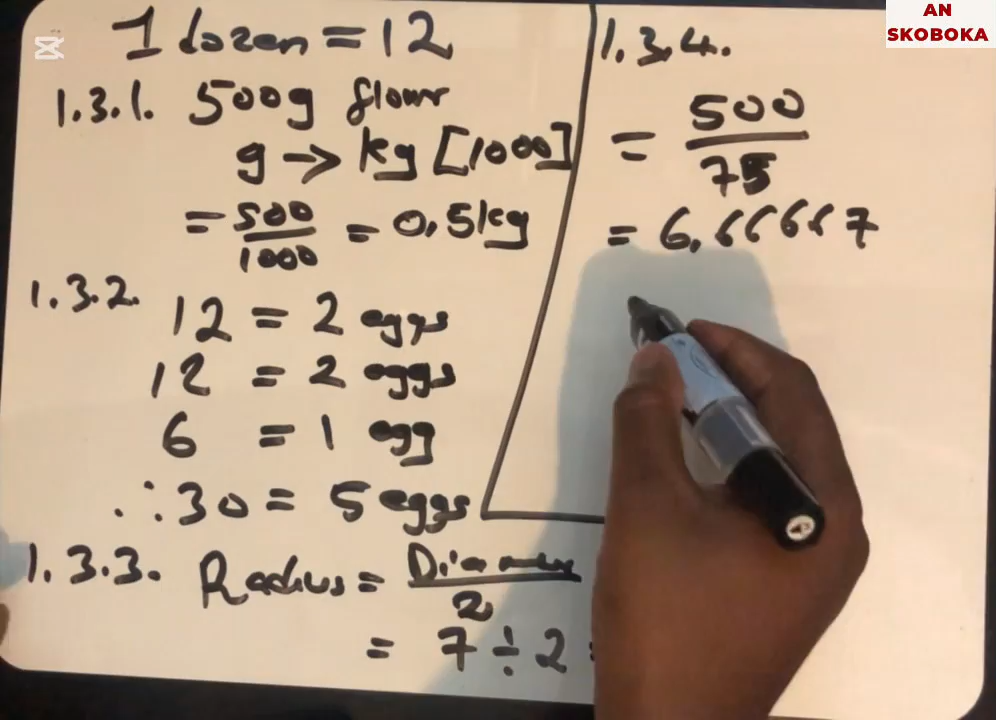 1 dozen = 12
1.3.1. 500g flour
g → kg [1000]
= 500/1000 = 0,5kg
1.3.2.
12 = 2 eggs
12 = 2 eggs
6 = 1 egg
∴ 30 = 5 eggs
1.3.3. Radius = Diameter/2
= 7 ÷ 2
1.3.4.
= 500/75
= 6,66667
AN
SKOBOKA